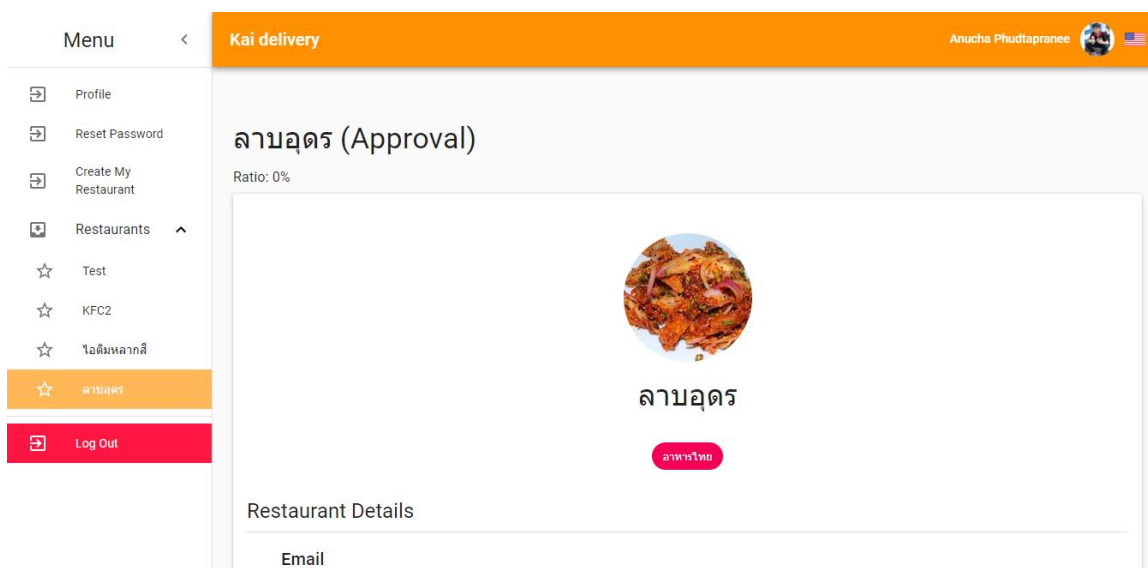 Menu
Kai delivery
Anucha Phudtapranee
Profile
Reset Password
Create My
Restaurant
Restaurants
Test
KFC2
ไอติมหลากสี
ลาบอุดร
Log Out
ลาบอุดร (Approval)
Ratio: 0%
ลาบอุดร
อาหารไทย
Restaurant Details
Email